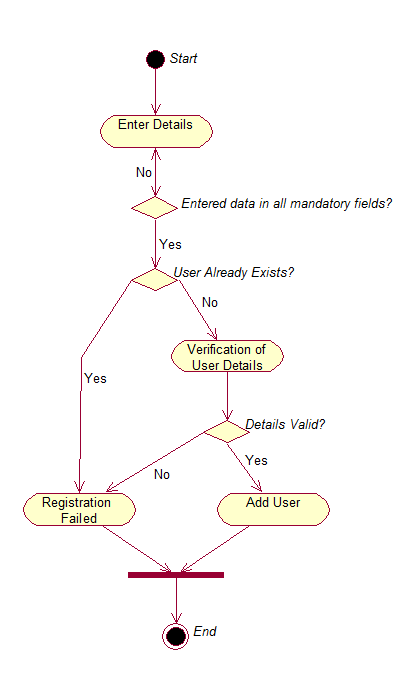 Start
Enter Details
No
Entered data in all mandatory fields?
Yes
User Already Exists?
No
Verification of
User Details
Yes
Details Valid?
No
Yes
Registration
Failed
Add User
End